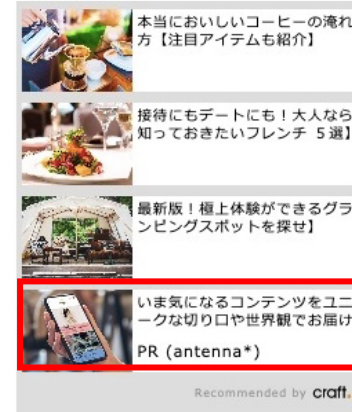 本当においしいコーヒーの淹れ
方【注目アイテムも紹介】
接待にもデートにも！大人なら
知っておきたいフレンチ ５選】
最新版！極上体験ができるグラ
ンピングスポットを探せ】
いま気になるコンテンツをユニ
ークな切り口や世界観でお届け
PR (antenna*)
Recommended by craft.